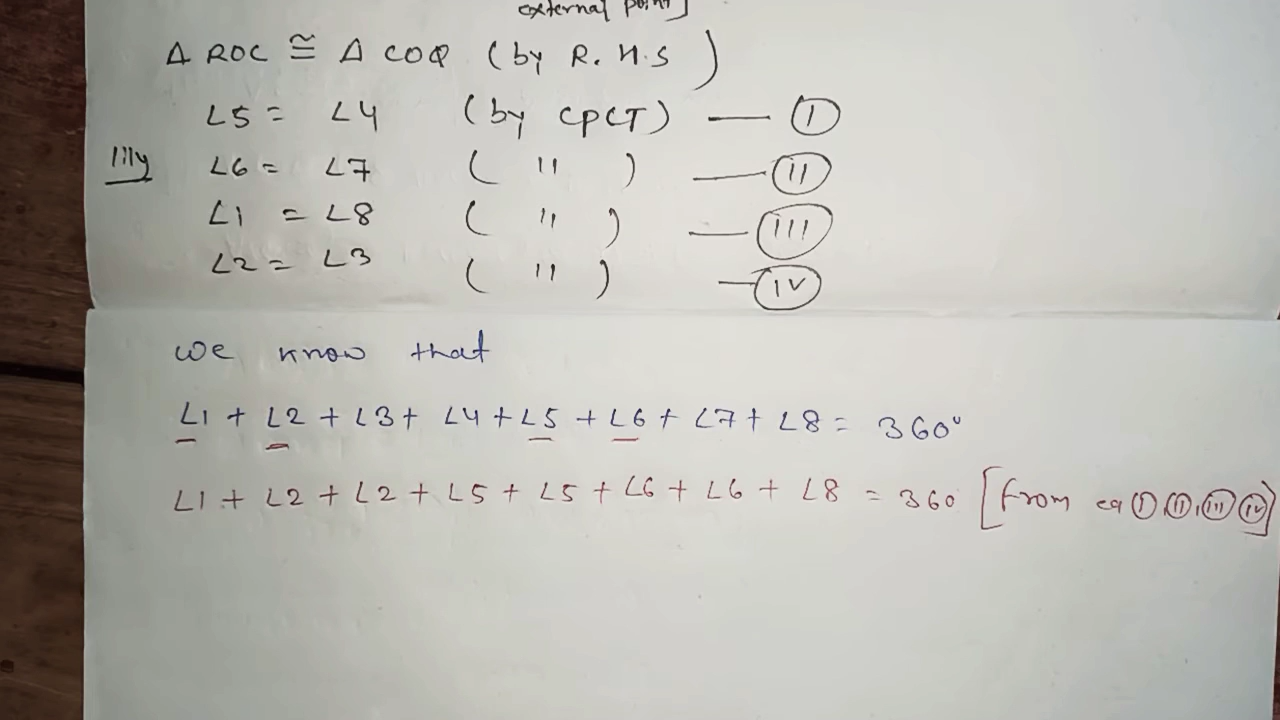 external point]
Δ ROC ≅ Δ COQ (by R.H.S)
∠5 = ∠4 (by CPCT) — I
111ly ∠6 = ∠7 ( " ) — II
∠1 = ∠8 ( " ) — III
∠2 = ∠3 ( " ) — IV
we know that
∠1 + ∠2 + ∠3 + ∠4 + ∠5 + ∠6 + ∠7 + ∠8 = 360°
∠1 + ∠2 + ∠2 + ∠5 + ∠5 + ∠6 + ∠6 + ∠8 = 360 [from eq I, II, III, IV]